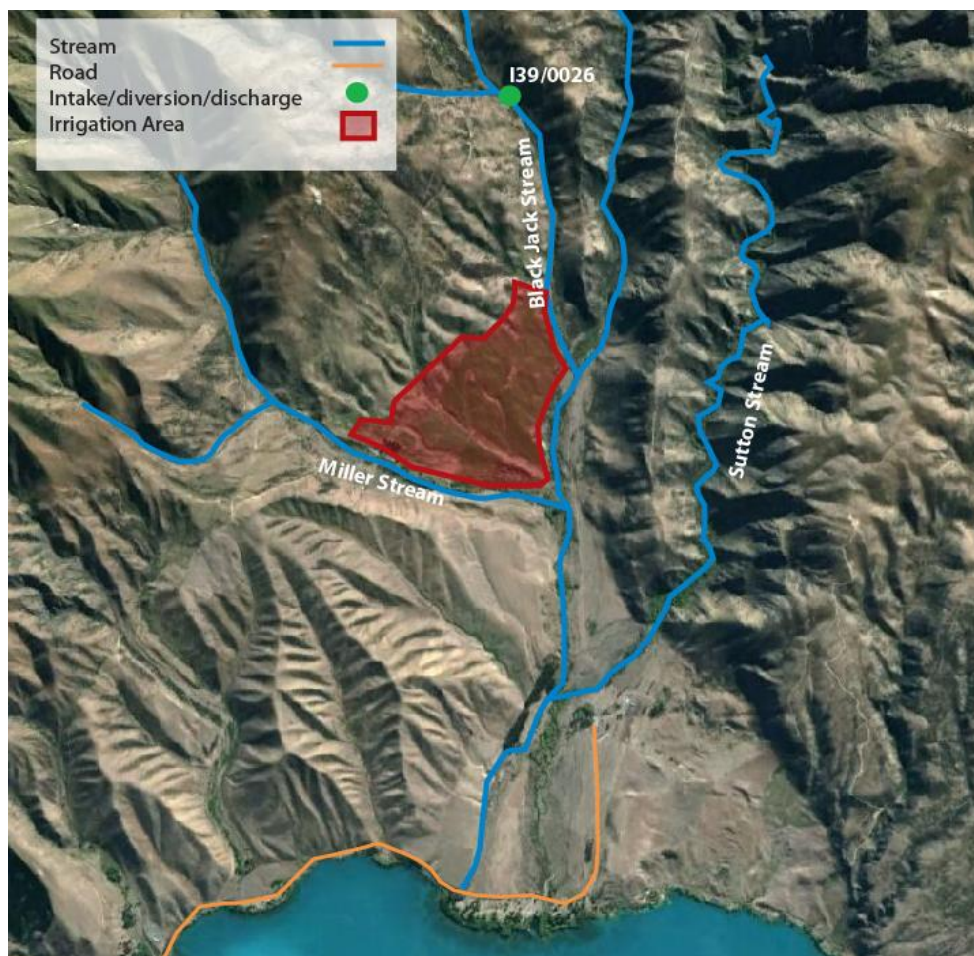 Stream
Road
Intake/diversion/discharge
Irrigation Area
I39/0026
Black Jack Stream
Sutton Stream
Miller Stream